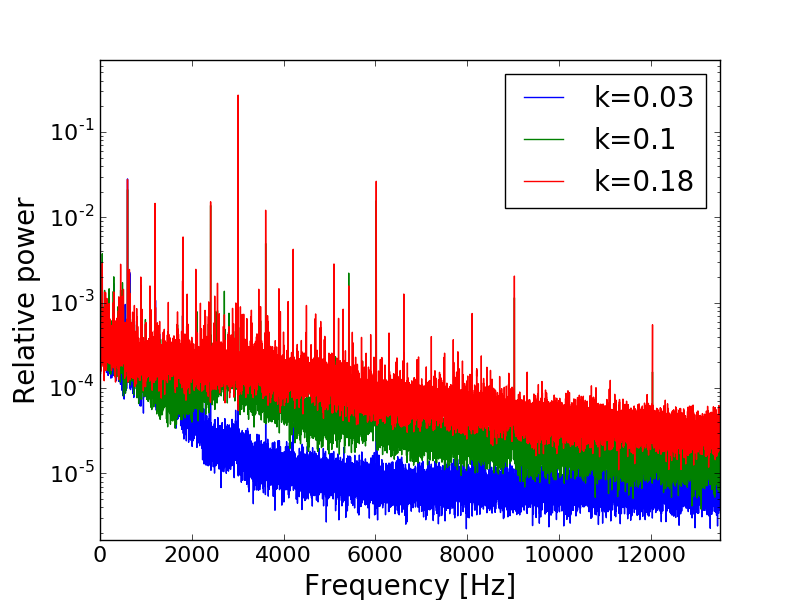 k=0.03
k=0.1
k=0.18
Relative power
10^-1
10^-2
10^-3
10^-4
10^-5
0 2000 4000 6000 8000 10000 12000
Frequency [Hz]